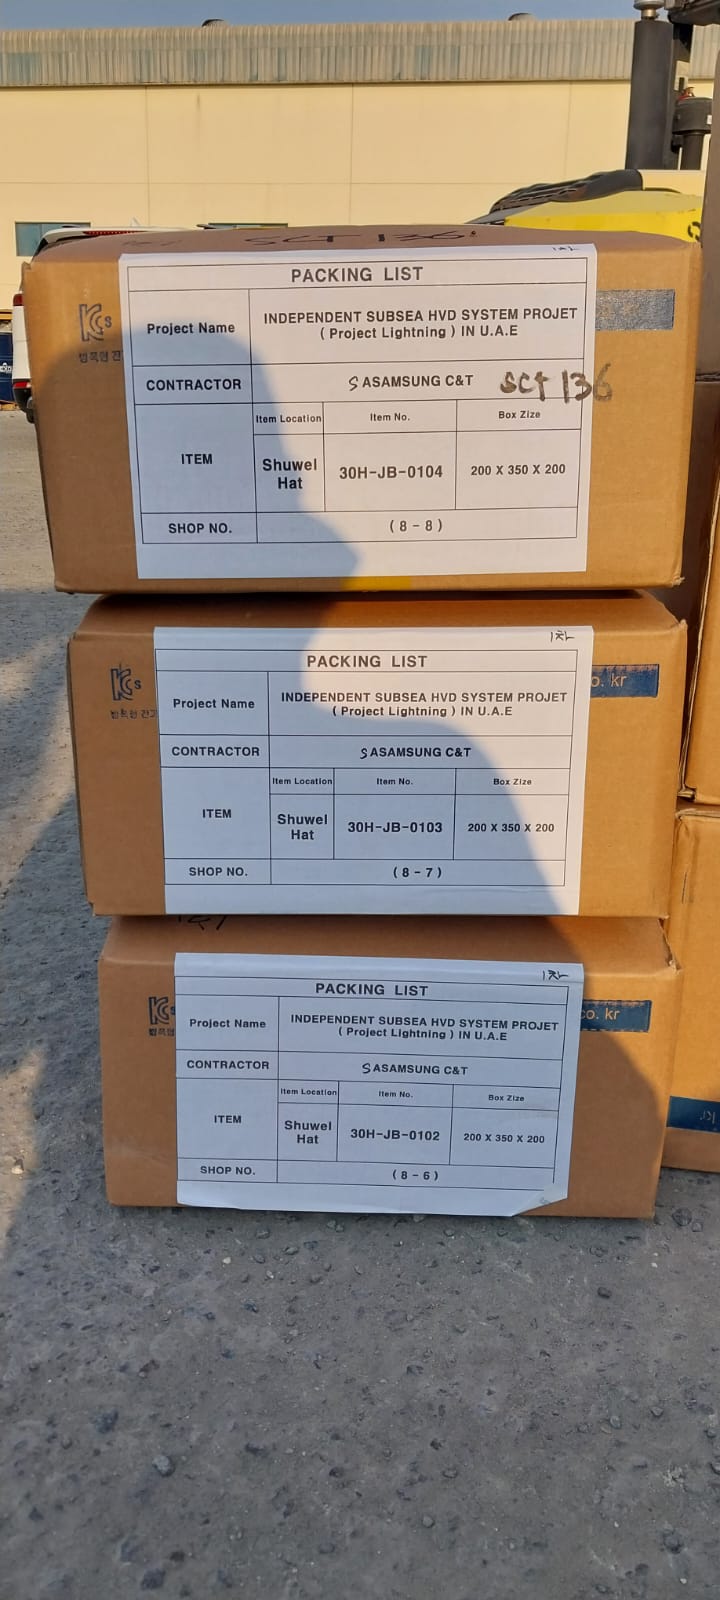 SCT 136
1차
PACKING LIST
Project Name
INDEPENDENT SUBSEA HVD SYSTEM PROJET
( Project Lightning ) IN U.A.E
CONTRACTOR
SASAMSUNG C&T SCT 136
Item Location Item No. Box Zize
ITEM
Shuwel
Hat
30H-JB-0104
200 X 350 X 200
SHOP NO.
( 8 - 8 )
KCs
방폭형 전
1차
PACKING LIST
Project Name
INDEPENDENT SUBSEA HVD SYSTEM PROJET
( Project Lightning ) IN U.A.E
CONTRACTOR
SASAMSUNG C&T
Item Location Item No. Box Zize
ITEM
Shuwel
Hat
30H-JB-0103
200 X 350 X 200
SHOP NO.
( 8 - 7 )
KCs
방폭형 전기
o. kr
1차
PACKING LIST
Project Name
INDEPENDENT SUBSEA HVD SYSTEM PROJET
( Project Lightning ) IN U.A.E
CONTRACTOR
SASAMSUNG C&T
Item Location Item No. Box Zize
ITEM
Shuwel
Hat
30H-JB-0102
200 X 350 X 200
SHOP NO.
( 8 - 6 )
KCs
방폭형
co. kr